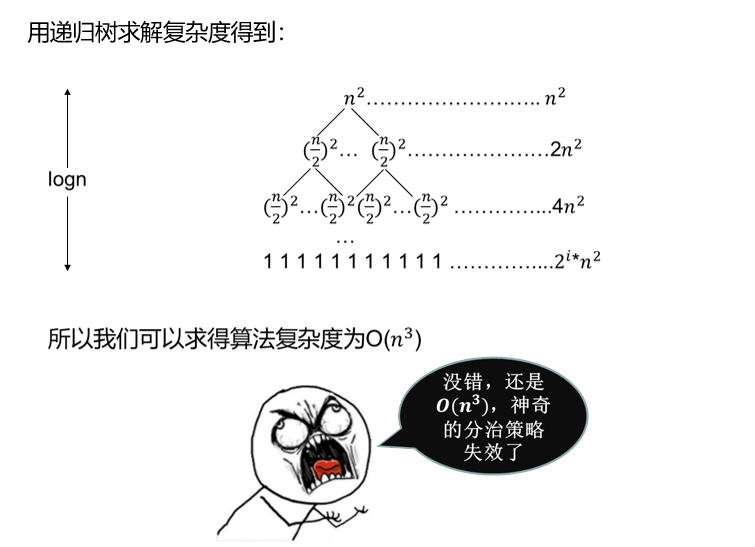 用递归树求解复杂度得到：
n²……………………….. n²
(n/2)²… (n/2)²…………………2n²
logn
(n/2)²…(n/2)²(n/2)²…(n/2)² …………...4n²
…
1 1 1 1 1 1 1 1 1 1 1 …………...2^{i*}n²
所以我们可以求得算法复杂度为O(n³)
没错，还是
O(n³)，神奇
的分治策略
失效了